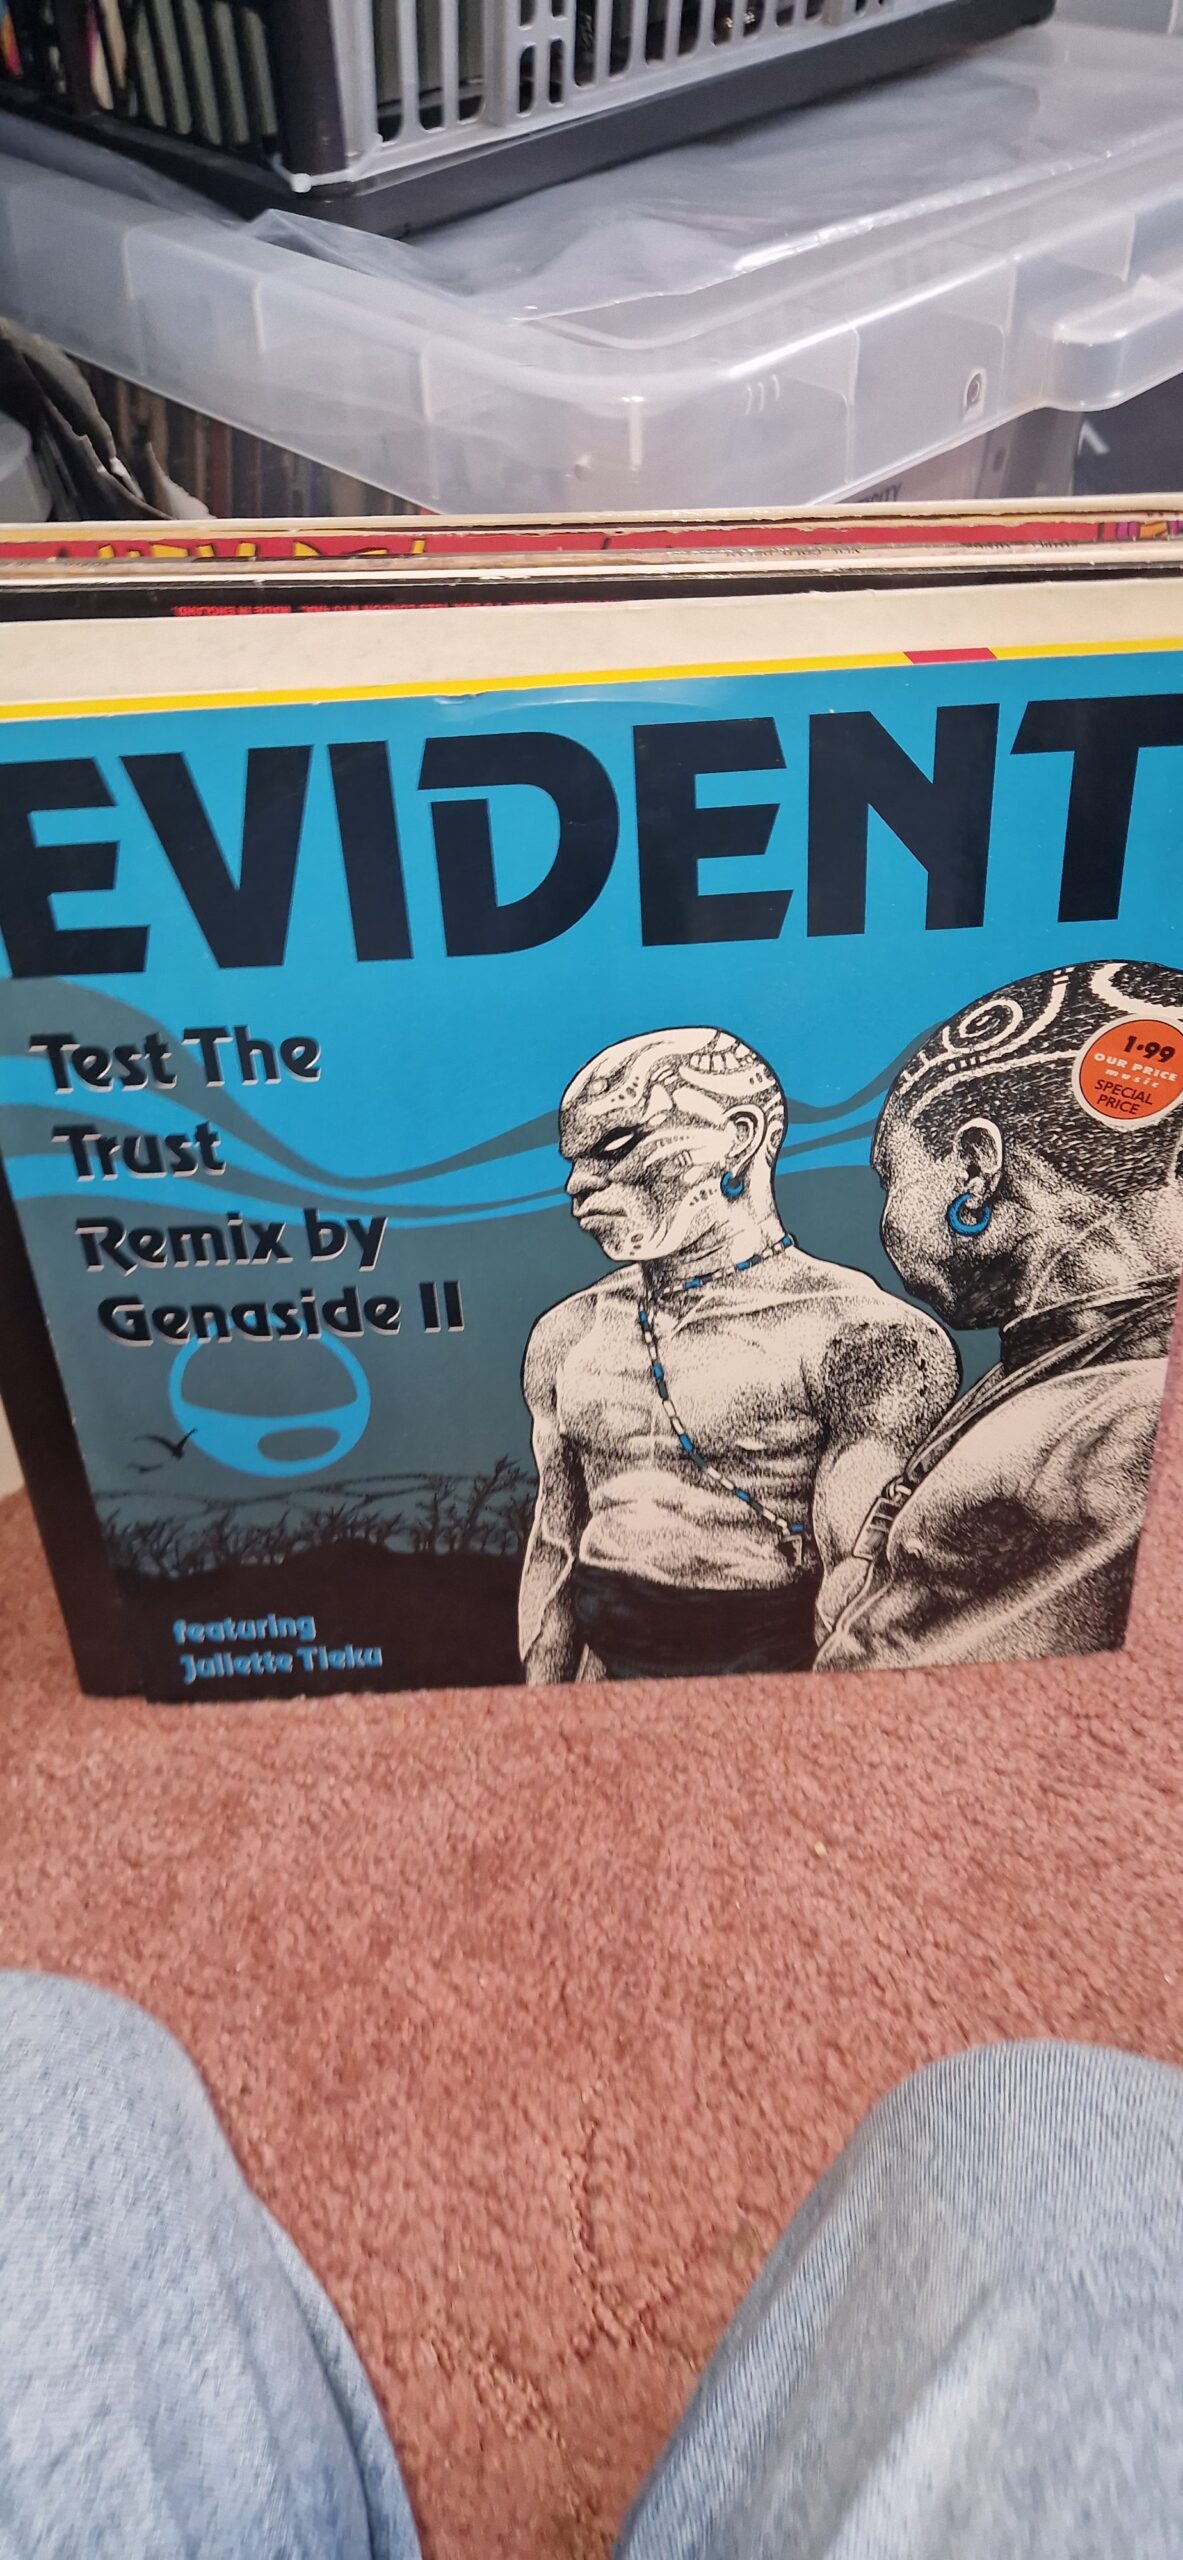 MADE IN ENGLAND.
EVIDENT
Test The
Trust
Remix by
Genaside II
1·99
OUR PRICE
music
SPECIAL
PRICE
featuring
Juliette Tieku